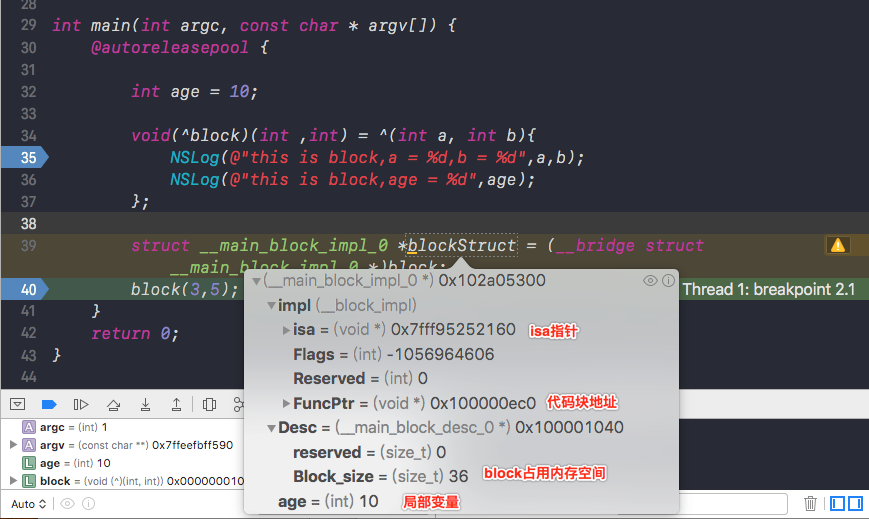 28
29 int main(int argc, const char * argv[]) {
30 @autoreleasepool {
31
32 int age = 10;
33
34 void(^block)(int ,int) = ^(int a, int b){
35 NSLog(@"this is block,a = %d,b = %d",a,b);
36 NSLog(@"this is block,age = %d",age);
37 };
38
39 struct __main_block_impl_0 *blockStruct = (__bridge struct
__main_block_impl_0 *)block;
40 block(3,5); Thread 1: breakpoint 2.1
41 }
42 return 0;
43 }
44
(__main_block_impl_0 *) 0x102a05300
impl (__block_impl)
isa = (void *) 0x7fff95252160 isa指针
Flags = (int) -1056964606
Reserved = (int) 0
FuncPtr = (void *) 0x100000ec0 代码块地址
Desc = (__main_block_desc_0 *) 0x100001040
reserved = (size_t) 0
Block_size = (size_t) 36 block占用内存空间
age = (int) 10 局部变量
A argc = (int) 1
A argv = (const char **) 0x7ffeefbff590
L age = (int) 10
L block = (void (^)(int, int)) 0x000000010
Auto